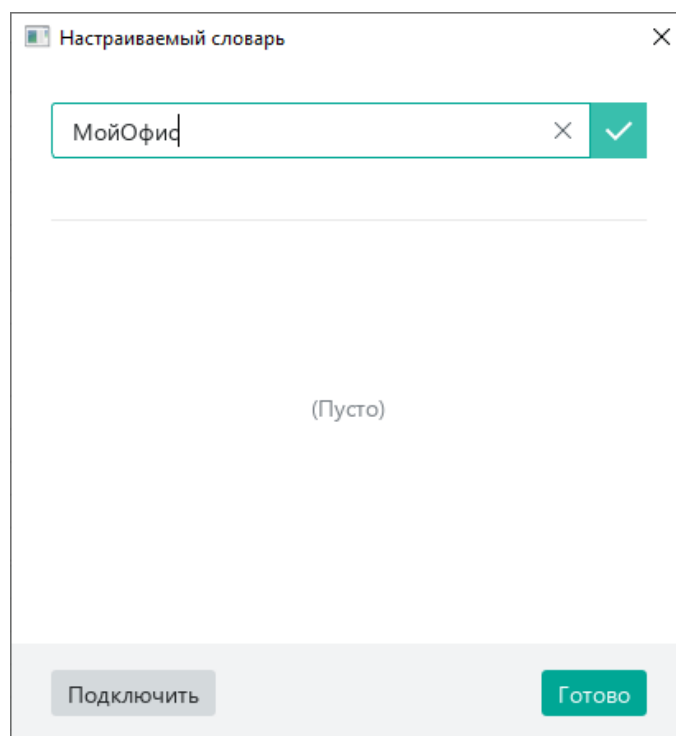 Настраиваемый словарь
МойОфис
(Пусто)
Подключить
Готово